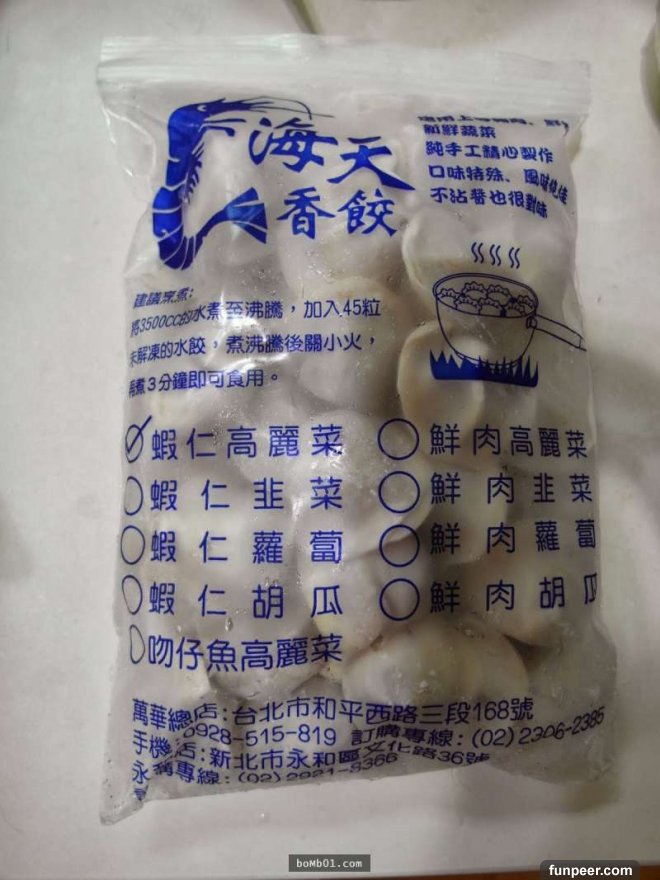 海天
香餃
新鮮蔬菜
純手工精心製作
口味特殊、風味絕佳
不沾醬也很對味
建議烹煮:
將3500cc的水煮至沸騰，加入45粒
未解凍的水餃，煮沸騰後關小火，
再煮3分鐘即可食用。
蝦仁高麗菜
鮮肉高麗菜
蝦仁韭菜
鮮肉韭菜
蝦仁蘿蔔
鮮肉蘿蔔
蝦仁胡瓜
鮮肉胡瓜
吻仔魚高麗菜
萬華總店:台北市和平西路三段168號
手機:0928-515-819 訂購專線:(02)2306-2385
店:新北市永和區文化路36號
專線:(02)2921-8366
boMb01.com
funpeer.com